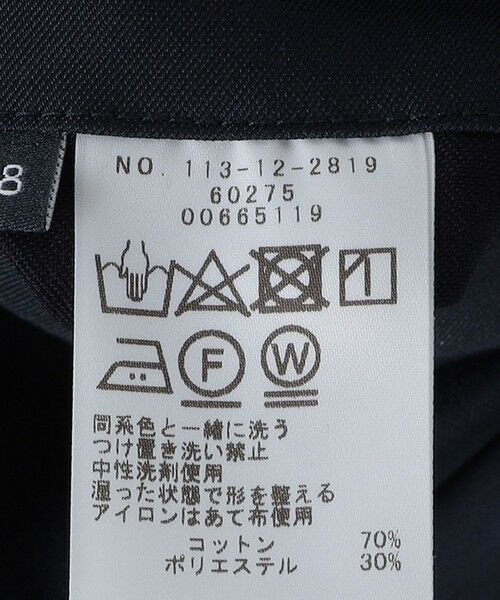 8
NO. 113-12-2819
60275
00665119
F W
同系色と一緒に洗う
つけ置き洗い禁止
中性洗剤使用
湿った状態で形を整える
アイロンはあて布使用
コットン 70%
ポリエステル 30%